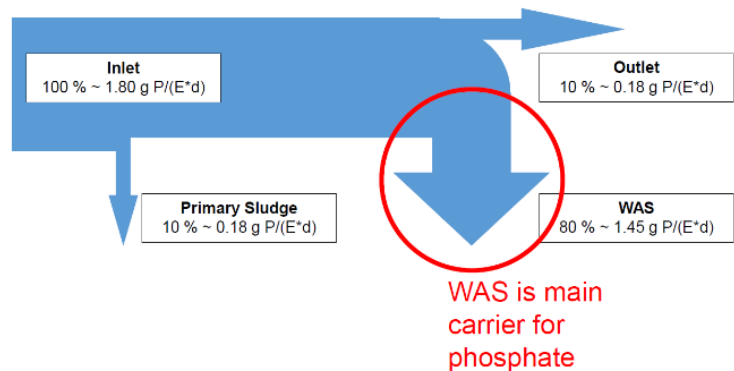 Inlet
100 % ~ 1.80 g P/(E*d)
Outlet
10 % ~ 0.18 g P/(E*d)
Primary Sludge
10 % ~ 0.18 g P/(E*d)
WAS
80 % ~ 1.45 g P/(E*d)
WAS is main
carrier for
phosphate